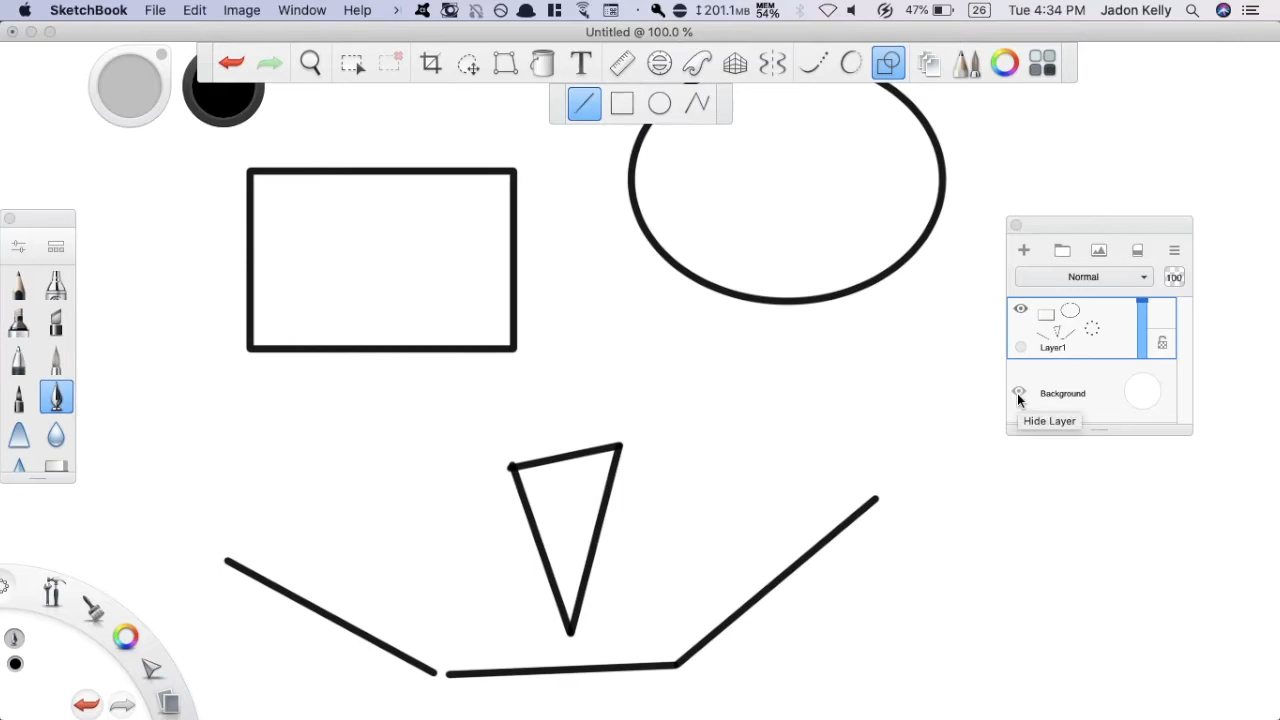 SketchBook File Edit Image Window Help 201.1MB MEM 54% 47% 26 Tue 4:34 PM Jadon Kelly
Untitled @ 100.0 %
T
Normal 100
Layer1
Background
Hide Layer